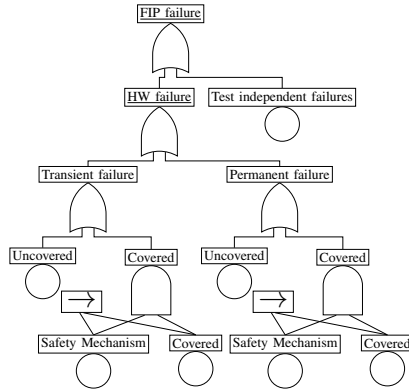 FIP failure
HW failure
Test independent failures
Transient failure
Permanent failure
Uncovered
Covered
Uncovered
Covered
→
→
Safety Mechanism
Covered
Safety Mechanism
Covered